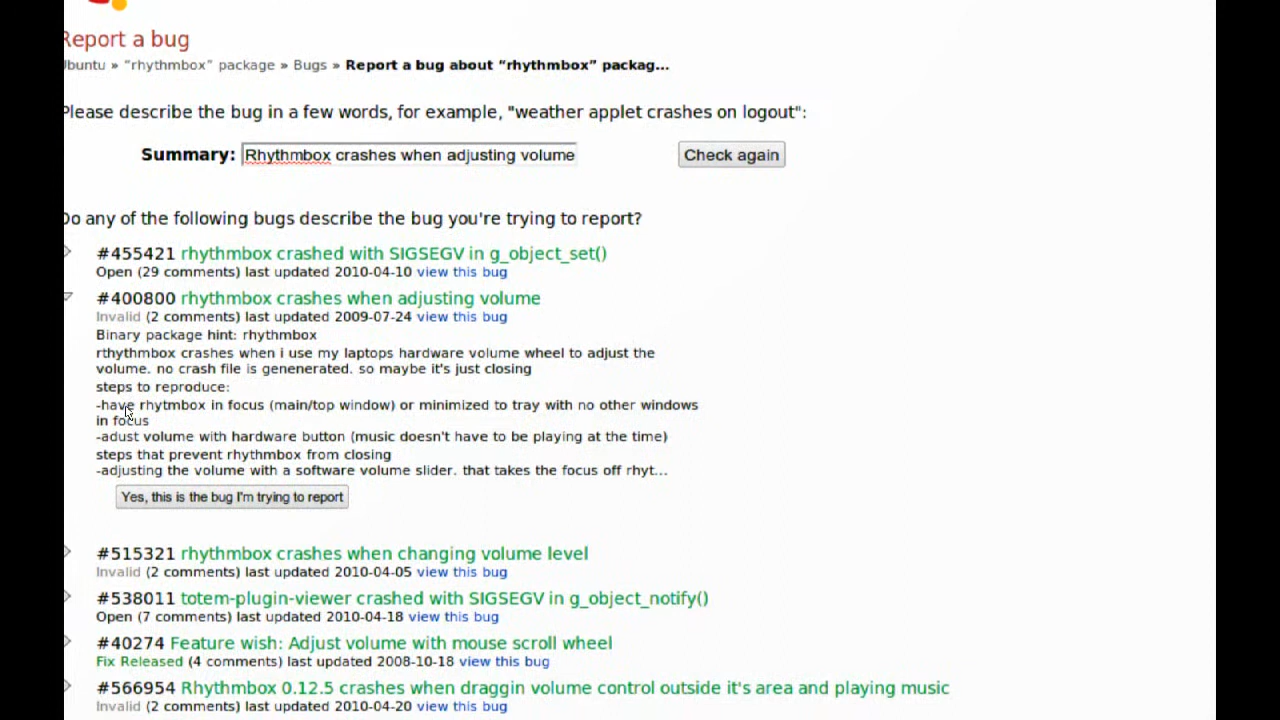 Report a bug
Ubuntu » "rhythmbox" package » Bugs » Report a bug about "rhythmbox" packag...
Please describe the bug in a few words, for example, "weather applet crashes on logout":
Summary: Rhythmbox crashes when adjusting volume Check again
Do any of the following bugs describe the bug you're trying to report?
#455421 rhythmbox crashed with SIGSEGV in g_object_set()
Open (29 comments) last updated 2010-04-10 view this bug
#400800 rhythmbox crashes when adjusting volume
Invalid (2 comments) last updated 2009-07-24 view this bug
Binary package hint: rhythmbox
rthythmbox crashes when i use my laptops hardware volume wheel to adjust the
volume. no crash file is genenerated. so maybe it's just closing
steps to reproduce:
-have rhytmbox in focus (main/top window) or minimized to tray with no other windows
in focus
-adust volume with hardware button (music doesn't have to be playing at the time)
steps that prevent rhythmbox from closing
-adjusting the volume with a software volume slider. that takes the focus off rhyt...
Yes, this is the bug I'm trying to report
#515321 rhythmbox crashes when changing volume level
Invalid (2 comments) last updated 2010-04-05 view this bug
#538011 totem-plugin-viewer crashed with SIGSEGV in g_object_notify()
Open (7 comments) last updated 2010-04-18 view this bug
#40274 Feature wish: Adjust volume with mouse scroll wheel
Fix Released (4 comments) last updated 2008-10-18 view this bug
#566954 Rhythmbox 0.12.5 crashes when draggin volume control outside it's area and playing music
Invalid (2 comments) last updated 2010-04-20 view this bug